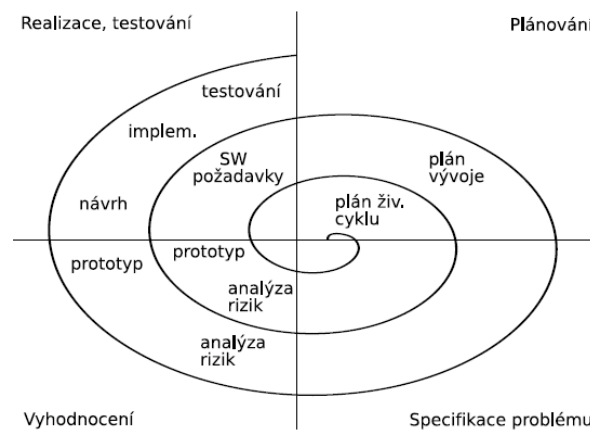 Realizace, testování
Plánování
testování
implem.
SW
požadavky
plán
vývoje
návrh
plán živ.
cyklu
prototyp
prototyp
analýza
rizik
analýza
rizik
Vyhodnocení
Specifikace problému